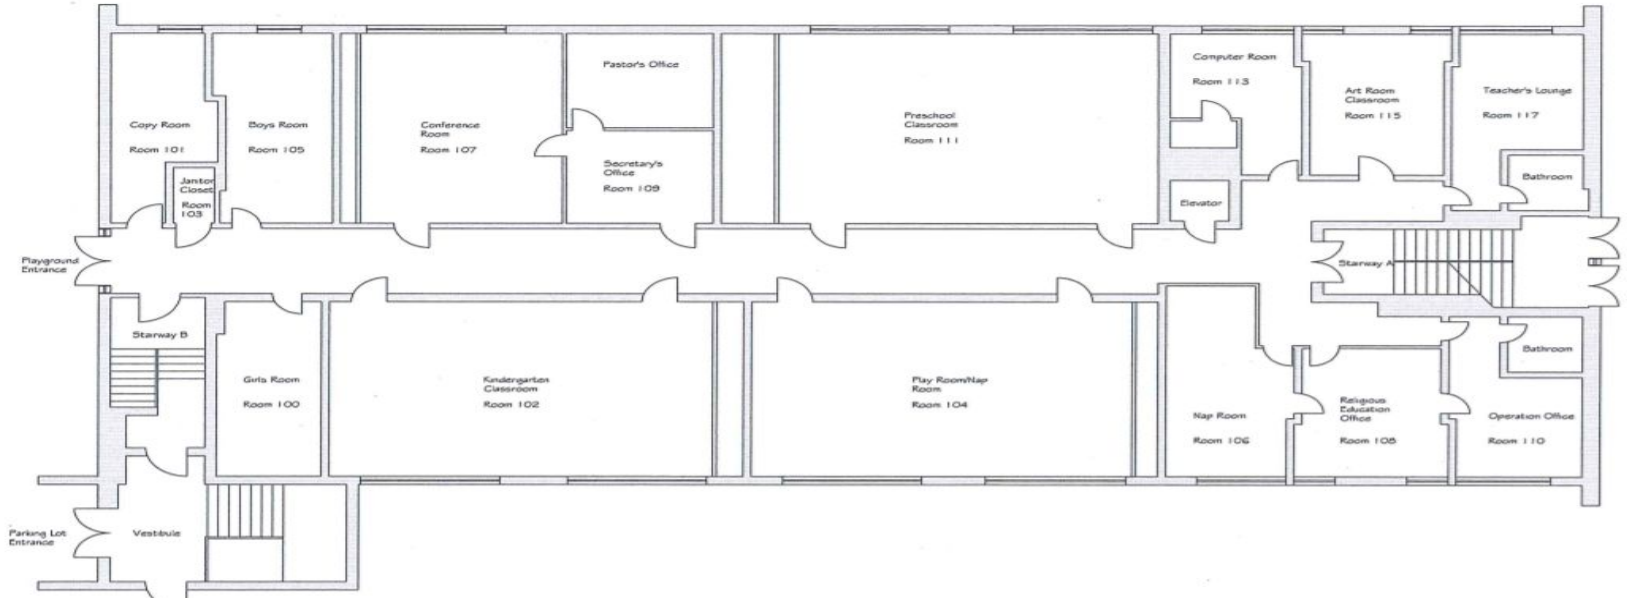 Pastor's Office
Computer Room
Room 113
Art Room
Classroom
Room 115
Teacher's Lounge
Room 117
Copy Room
Room 101
Boys Room
Room 105
Conference
Room
Room 107
Preschool
Classroom
Room 111
Secretary's
Office
Room 109
Janitor
Closet
Room
103
Bathroom
Elevator
Playground
Entrance
Stairway A
Stairway B
Girls Room
Room 100
Kindergarten
Classroom
Room 102
Play Room/Nap
Room
Room 104
Nap Room
Room 106
Religious
Education
Office
Room 108
Bathroom
Operation Office
Room 110
Parking Lot
Entrance
Vestibule